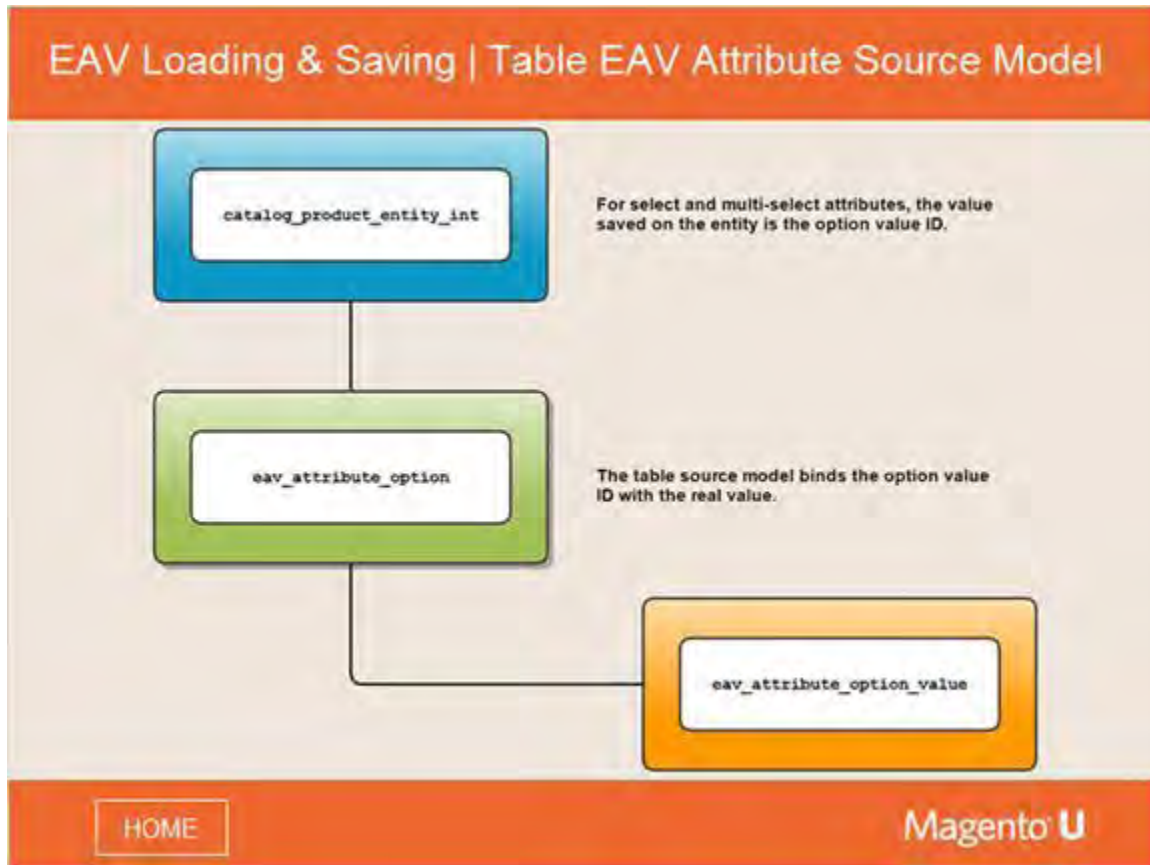 EAV Loading & Saving | Table EAV Attribute Source Model
catalog_product_entity_int
For select and multi-select attributes, the value
saved on the entity is the option value ID.
eav_attribute_option
The table source model binds the option value
ID with the real value.
eav_attribute_option_value
HOME
Magento U